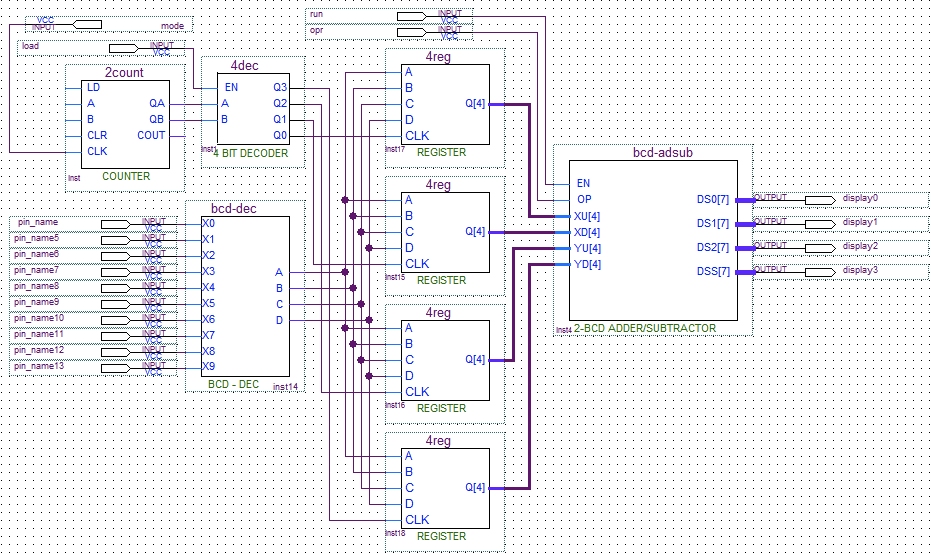 VCC
INPUT
mode
load
INPUT
VCC
run
INPUT
VCC
opr
INPUT
VCC
2count
LD
A
QA
B
QB
CLR
COUT
CLK
inst
COUNTER
4dec
EN
Q3
A
Q2
B
Q1
Q0
4 BIT DECODER
4reg
A
B
C
Q[4]
D
CLK
inst17
REGISTER
4reg
A
B
C
Q[4]
D
CLK
inst15
REGISTER
4reg
A
B
C
Q[4]
D
CLK
inst16
REGISTER
4reg
A
B
C
Q[4]
D
CLK
inst18
REGISTER
pin_name
INPUT
VCC
pin_name5
INPUT
VCC
pin_name6
INPUT
VCC
pin_name7
INPUT
VCC
pin_name8
INPUT
VCC
pin_name9
INPUT
VCC
pin_name10
INPUT
VCC
pin_name11
INPUT
VCC
pin_name12
INPUT
VCC
pin_name13
INPUT
VCC
bcd-dec
X0
X1
X2
X3
A
X4
B
X5
C
X6
D
X7
X8
X9
BCD - DEC
inst14
bcd-adsub
EN
OP
DS0[7]
XU[4]
DS1[7]
XD[4]
YU[4]
DS2[7]
YD[4]
DSS[7]
inst4
2-BCD ADDER/SUBTRACTOR
OUTPUT
display0
OUTPUT
display1
OUTPUT
display2
OUTPUT
display3